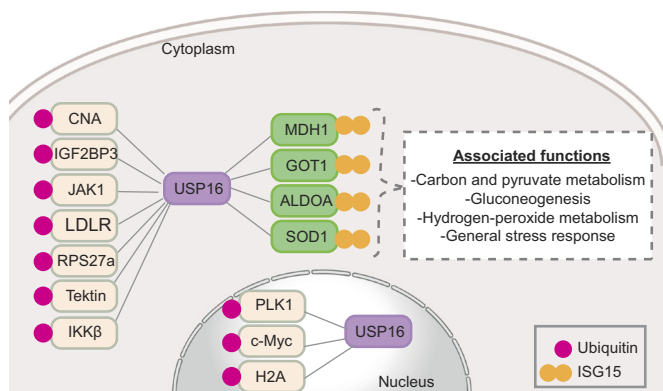 Cytoplasm
CNA
IGF2BP3
JAK1
LDLR
RPS27a
Tektin
IKKβ
USP16
MDH1
GOT1
ALDOA
SOD1
Associated functions
-Carbon and pyruvate metabolism
-Gluconeogenesis
-Hydrogen-peroxide metabolism
-General stress response
PLK1
c-Myc
H2A
USP16
Nucleus
Ubiquitin
ISG15